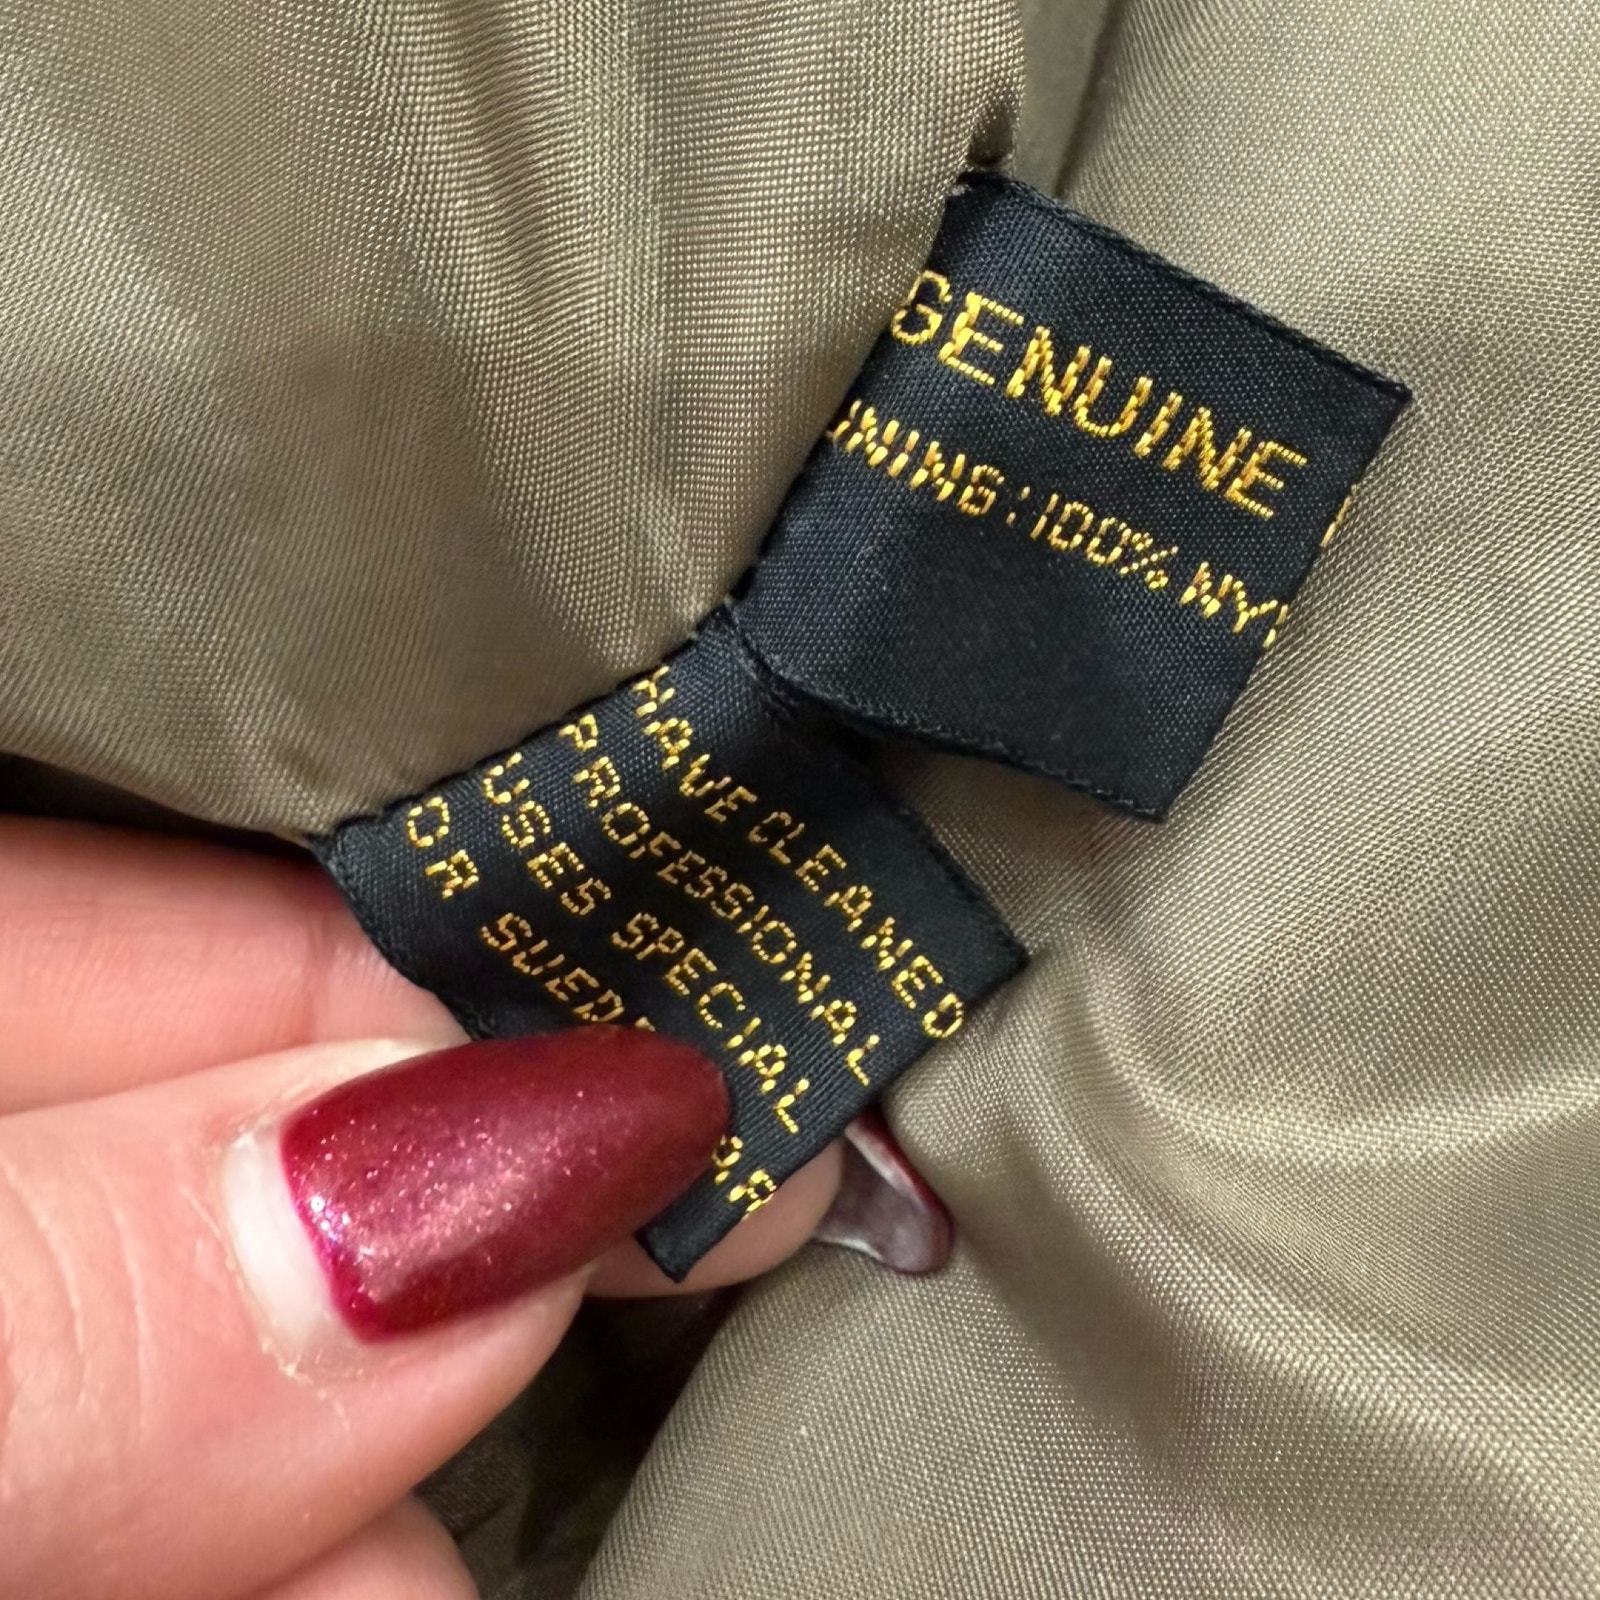 GENUINE
LINING: 100% NY
HAVE CLEANED
PROFESSIONAL
USES SPECIAL
OR SUEDE